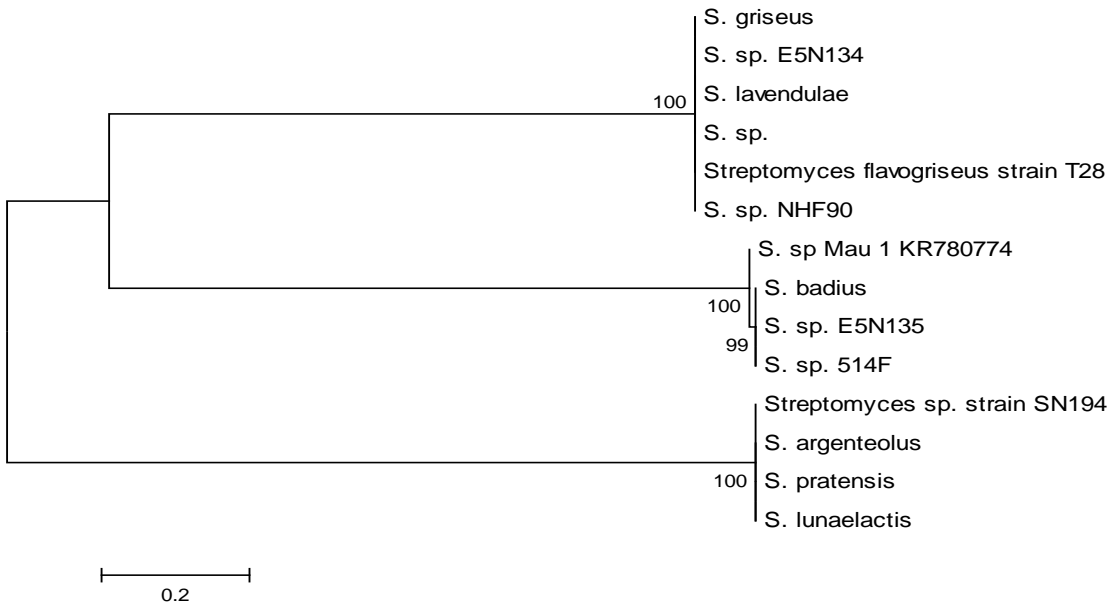 S. griseus
S. sp. E5N134
S. lavendulae
100
S. sp.
Streptomyces flavogriseus strain T28
S. sp. NHF90
S. sp Mau 1 KR780774
S. badius
100
S. sp. E5N135
99
S. sp. 514F
Streptomyces sp. strain SN194
S. argenteolus
100
S. pratensis
S. lunaelactis
0.2